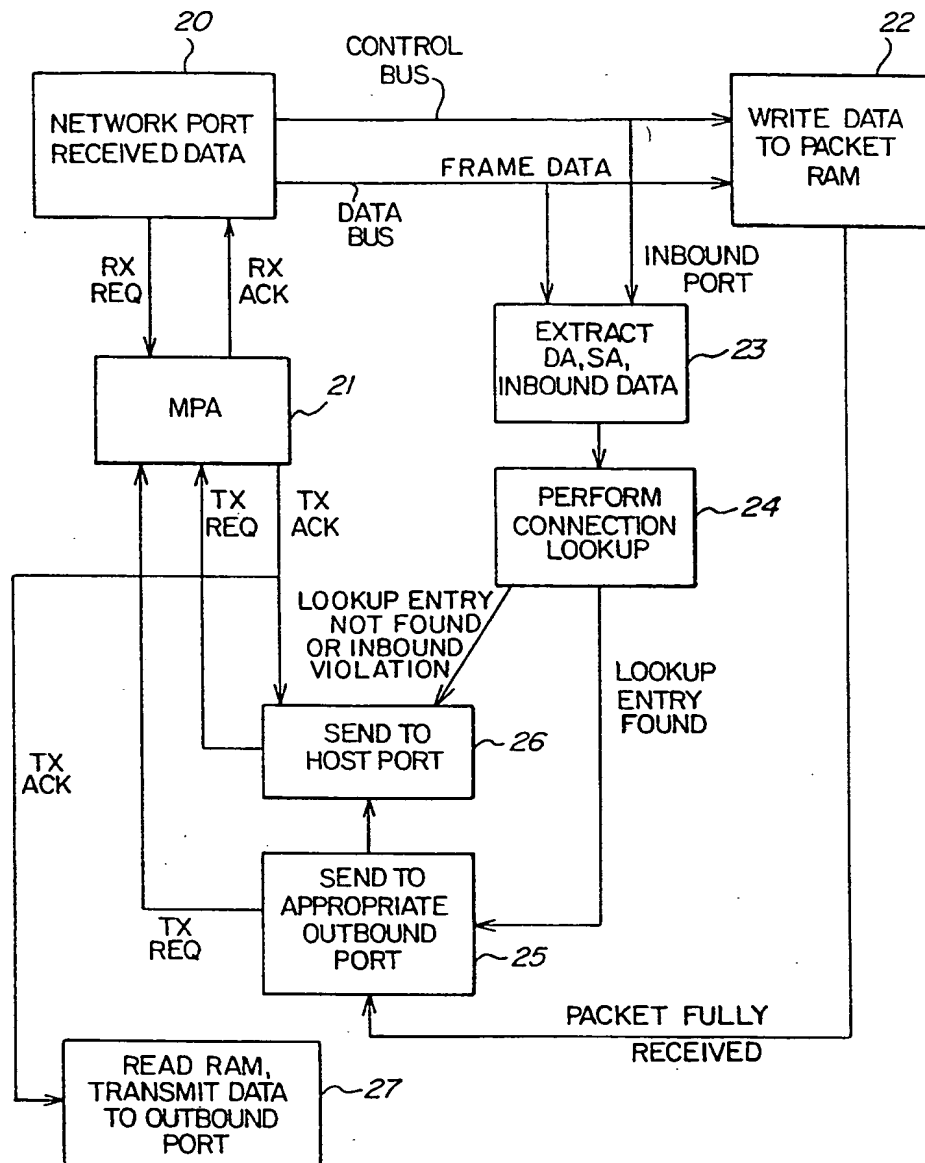 20
CONTROL
BUS
22
NETWORK PORT
RECEIVED DATA
WRITE DATA
TO PACKET
RAM
FRAME DATA
DATA
BUS
RX
REQ
RX
ACK
INBOUND
PORT
EXTRACT
DA, SA,
INBOUND DATA
23
21
MPA
PERFORM
CONNECTION
LOOKUP
24
TX
REQ
TX
ACK
LOOKUP ENTRY
NOT FOUND
OR INBOUND
VIOLATION
LOOKUP
ENTRY
FOUND
SEND TO
HOST PORT
26
TX
ACK
SEND TO
APPROPRIATE
OUTBOUND
PORT
25
TX
REQ
PACKET FULLY
RECEIVED
READ RAM,
TRANSMIT DATA
TO OUTBOUND
PORT
27